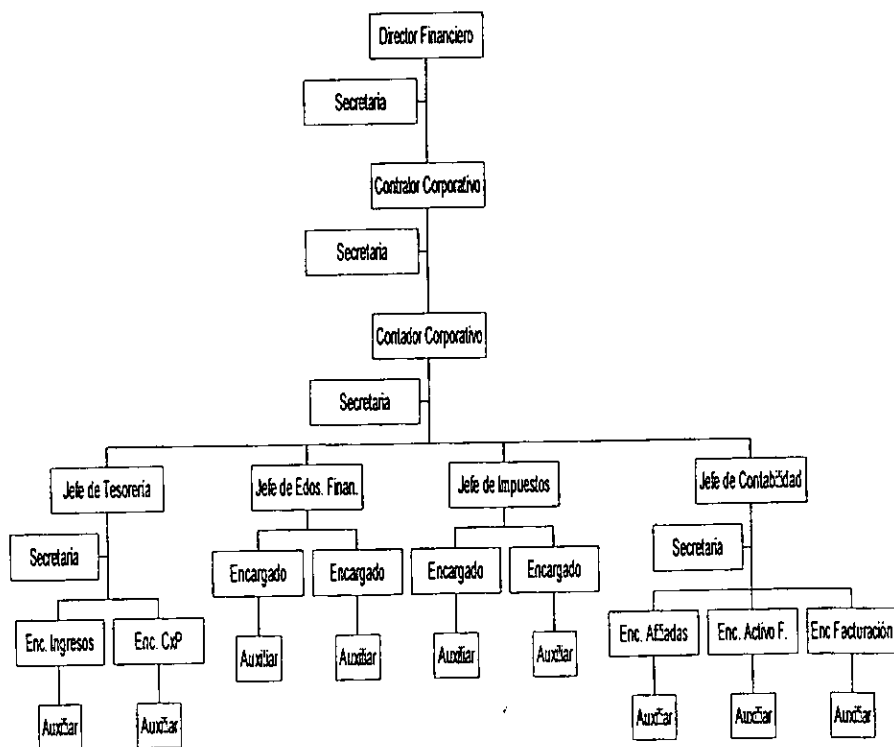 Director Financiero
Secretaria
Contralor Corporativo
Secretaria
Contador Corporativo
Secretaria
Jefe de Tesoreria
Jefe de Edos. Finan.
Jefe de Impuestos
Jefe de Contabilidad
Secretaria
Secretaria
Encargado
Encargado
Encargado
Encargado
Enc. Ingresos
Enc. CxP
Enc. Afiliadas
Enc. Activo F.
Enc Facturación
Auxiliar
Auxiliar
Auxiliar
Auxiliar
Auxiliar
Auxiliar
Auxiliar
Auxiliar
Auxiliar